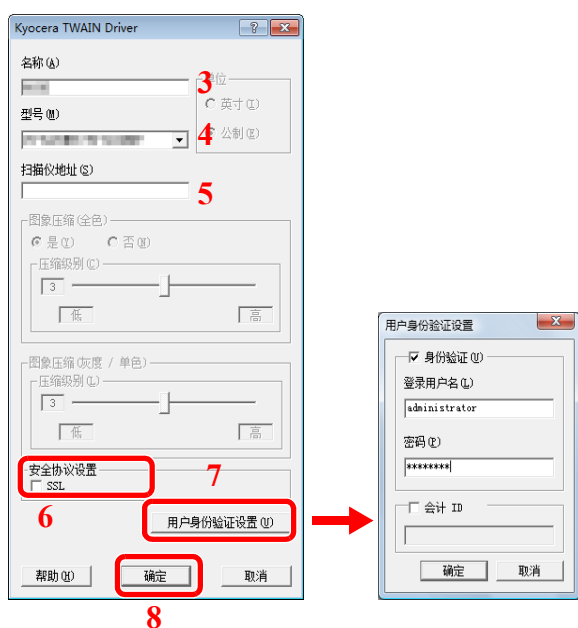 Kyocera TWAIN Driver
名称(A)
3
单位
英寸(I)
型号(M)
4
公制(E)
扫描仪地址(S)
5
图象压缩(全色)
是(Y) 否(N)
压缩级别(C)
3
低 高
图象压缩(灰度 / 单色)
压缩级别(L)
3
低 高
安全协议设置
SSL
6
7
用户身份验证设置(U)
帮助(H) 确定 取消
8
用户身份验证设置
身份验证(U)
登录用户名(L)
administrator
密码(P)
********
会计 ID
确定 取消